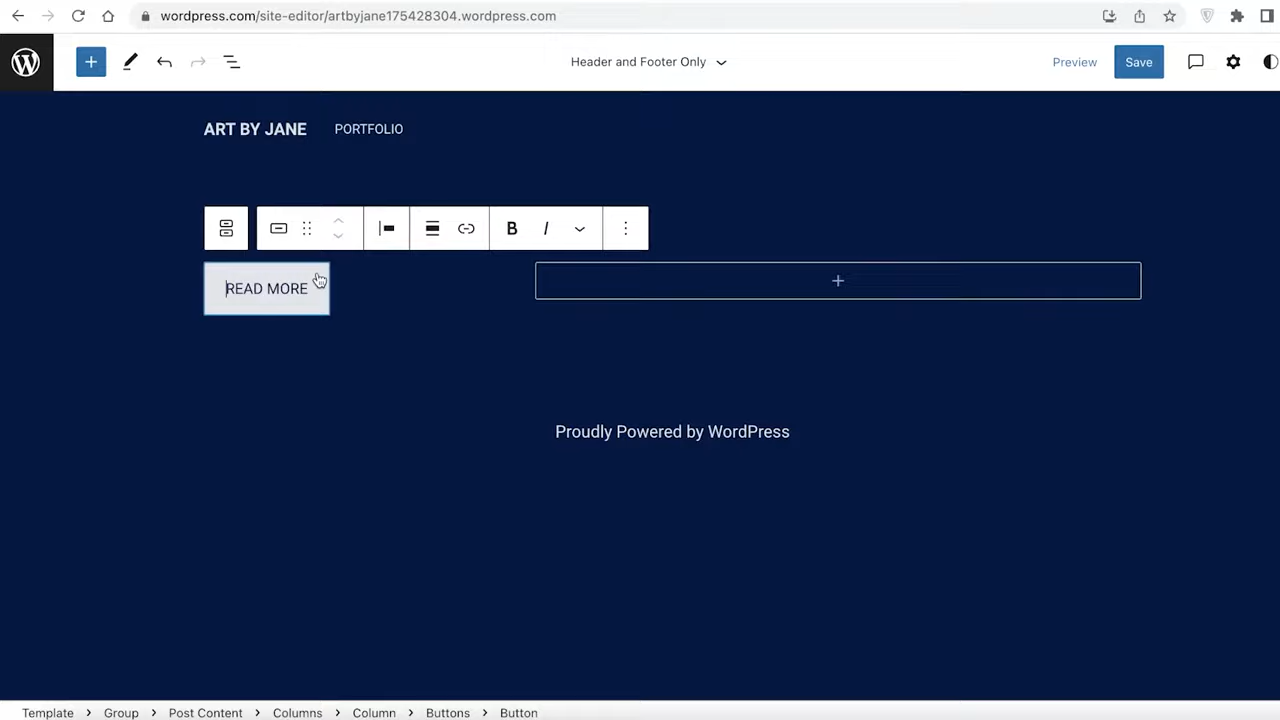 wordpress.com/site-editor/artbyjane175428304.wordpress.com
Header and Footer Only
Preview
Save
ART BY JANE
PORTFOLIO
B I
READ MORE
Proudly Powered by WordPress
Template > Group > Post Content > Columns > Column > Buttons > Button